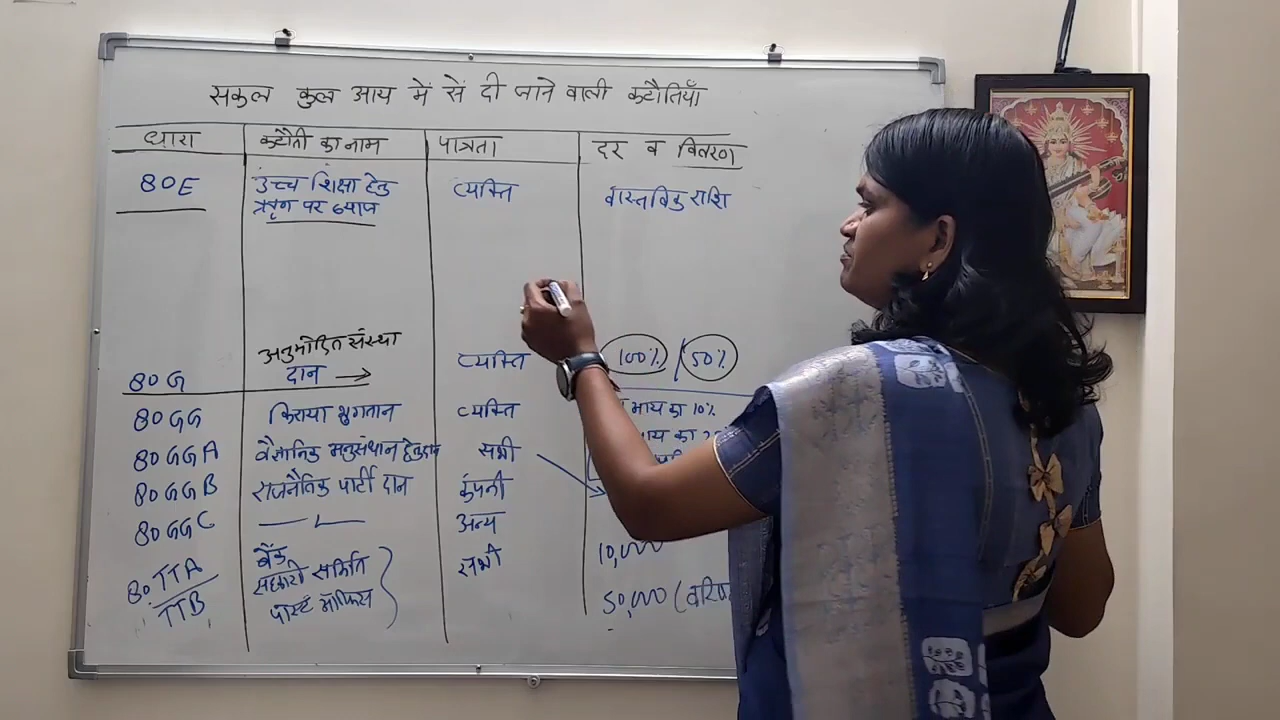 सकल कुल आय में सें दी जाने वाली कटौतियाँ
धारा कटौती का नाम पात्रता दर व विवरण
80E उच्च शिक्षा हेतु व्यक्ति वास्तविक राशि
ऋण पर ब्याज
अनुमोदित संस्था
80G दान → व्यक्ति 100% / 50%
80GG किराया भुगतान व्यक्ति आय का 10%
80GGA वैज्ञानिक अनुसंधान हेतु दान सभी
80GGB राजनैतिक पार्टी दान कंपनी
80GGC —〃— अन्य
80TTA बैंक सभी 10,000
सहकारी समिति
TTB पोस्ट ऑफिस 50,000